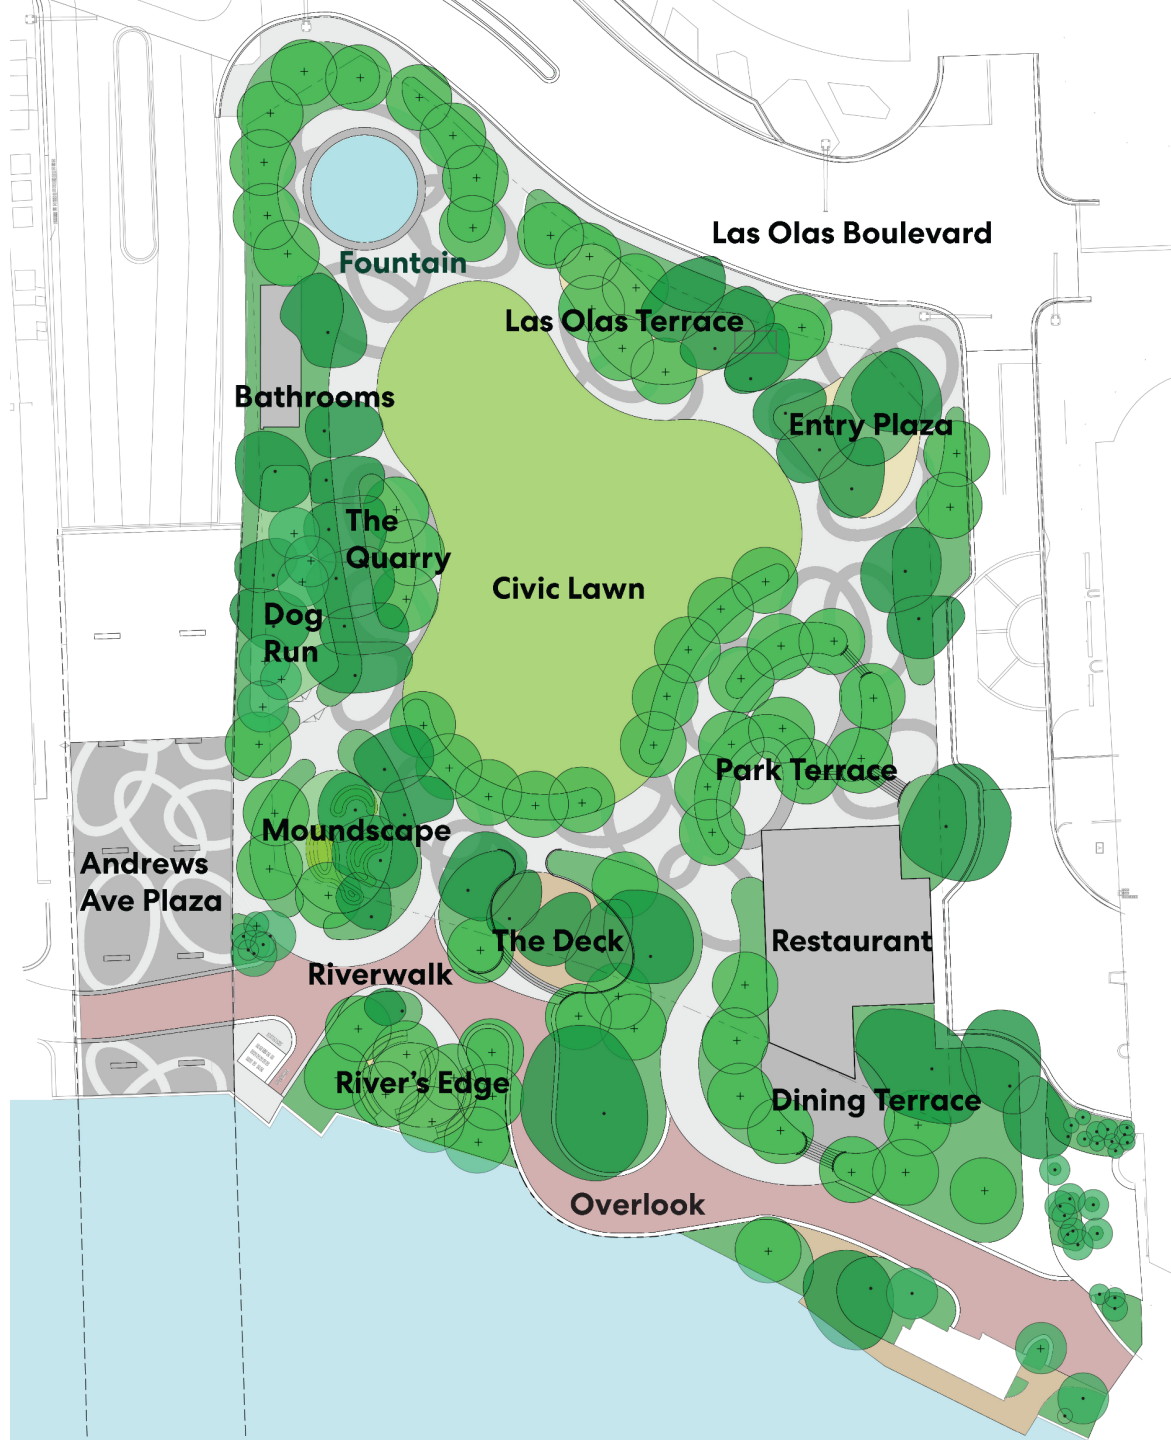 Las Olas Boulevard
Fountain
Las Olas Terrace
Bathrooms
Entry Plaza
The
Quarry
Civic Lawn
Dog
Run
Park Terrace
Moundscape
Andrews
Ave Plaza
The Deck
Restaurant
Riverwalk
River's Edge
Dining Terrace
Overlook